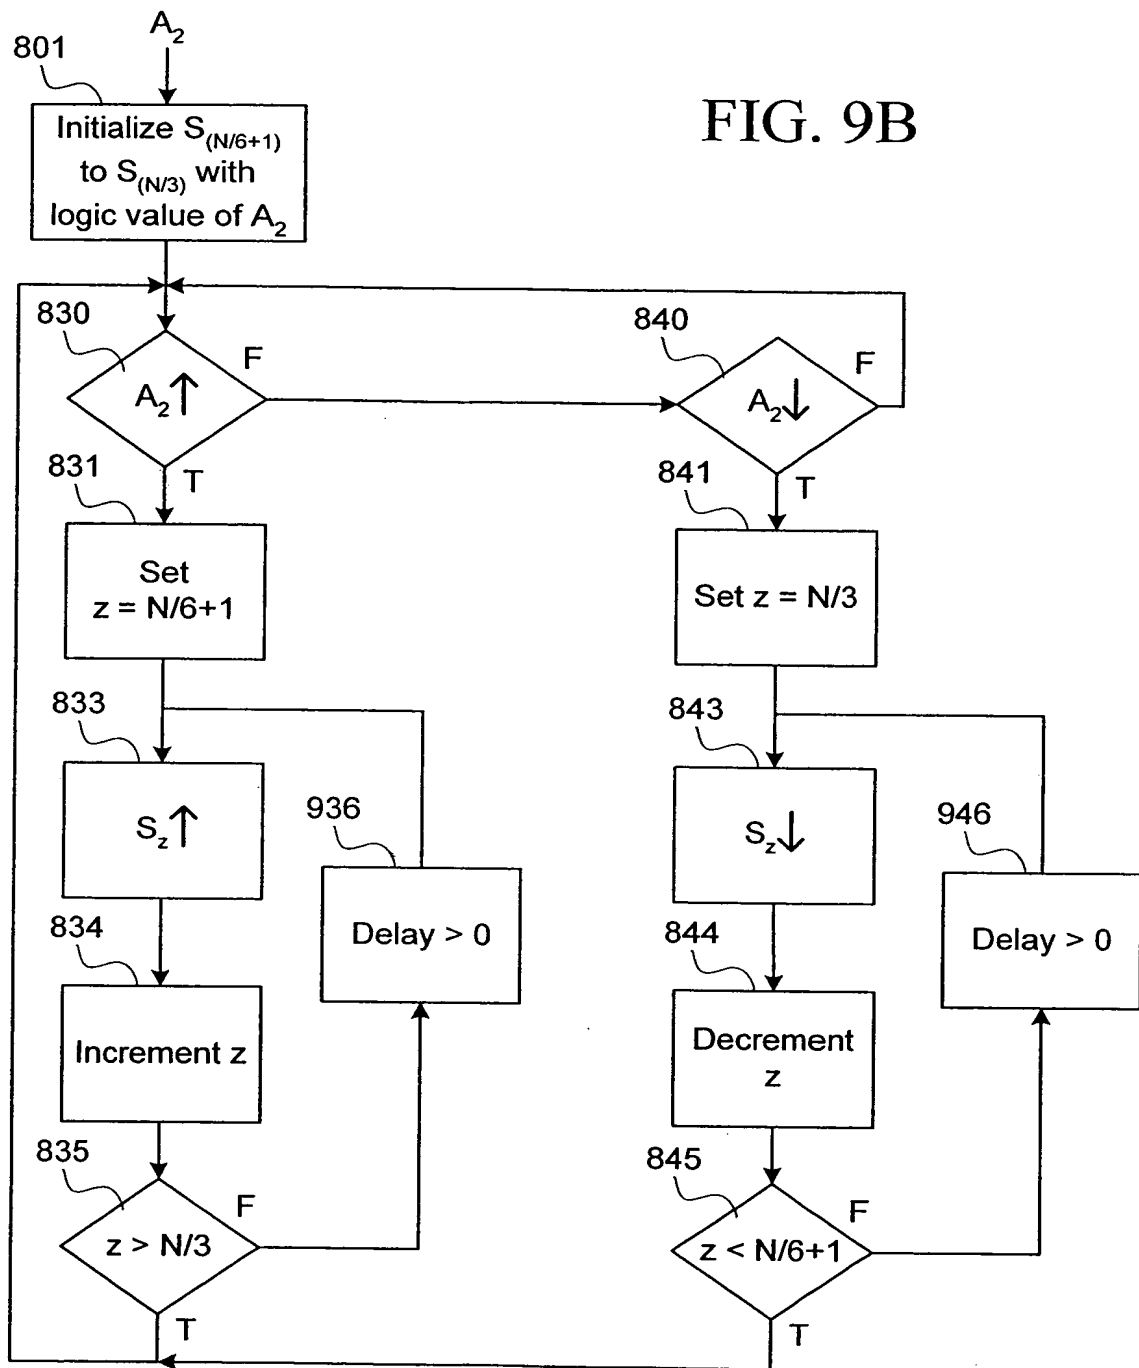 A₂
801
FIG. 9B
Initialize S₍N/6+1₎
to S₍N/3₎ with
logic value of A₂
830
F
A₂↑
T
840
F
A₂↓
T
831
Set
z = N/6+1
841
Set z = N/3
833
S_z↑
843
S_z↓
936
Delay > 0
946
Delay > 0
834
Increment z
844
Decrement
z
835
F
z > N/3
T
845
F
z < N/6+1
T